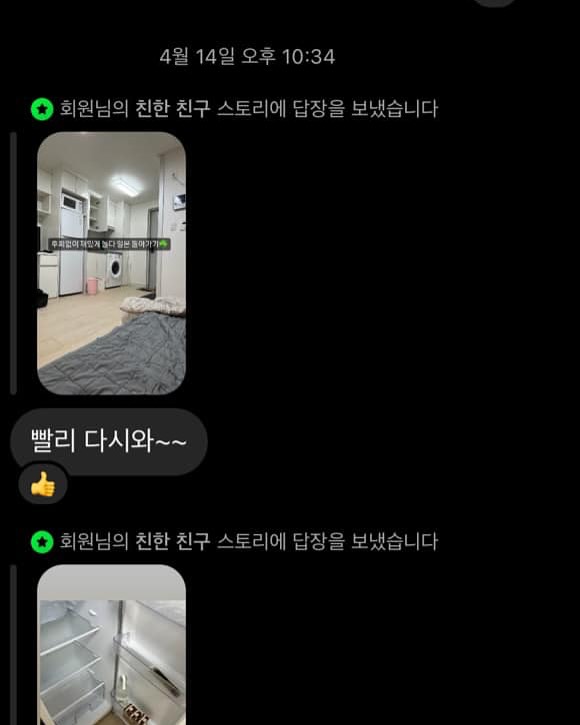 4월 14일 오후 10:34
회원님의 친한 친구 스토리에 답장을 보냈습니다
후회없이 재밌게 놀다 일본 돌아가기☘️
빨리 다시와~~
👍
회원님의 친한 친구 스토리에 답장을 보냈습니다